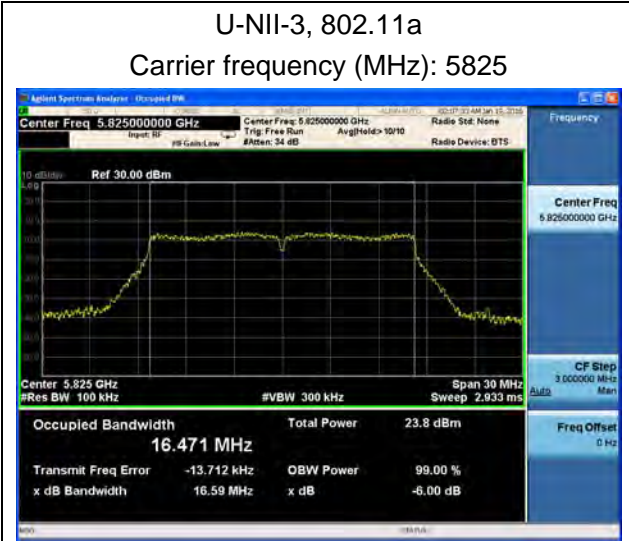 U-NII-3, 802.11a
Carrier frequency (MHz): 5825
Agilent Spectrum Analyzer - Occupied BW
Center Freq 5.825000000 GHz
Input: RF
#IFGain:Low
Center Freq: 5.825000000 GHz
Trig: Free Run Avg|Hold:> 10/10
#Atten: 34 dB
Radio Std: None
Radio Device: BTS
Frequency
10 dB/div Ref 30.00 dBm
Log
Center Freq
5.825000000 GHz
Center 5.825 GHz Span 30 MHz
#Res BW 100 kHz #VBW 300 kHz Sweep 2.933 ms
CF Step
3.000000 MHz
Auto Man
Occupied Bandwidth Total Power 23.8 dBm
16.471 MHz
Freq Offset
0 Hz
Transmit Freq Error -13.712 kHz OBW Power 99.00 %
x dB Bandwidth 16.59 MHz x dB -6.00 dB
MSG STATUS